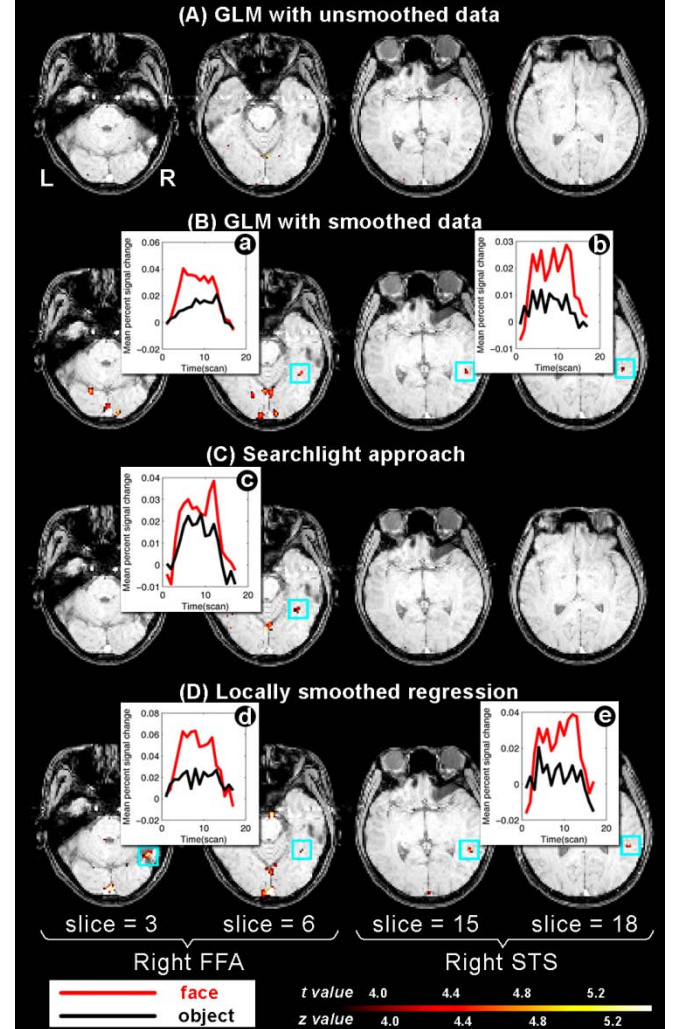 (A) GLM with unsmoothed data
L R
(B) GLM with smoothed data
a
Mean percent signal change
0.06
0.04
0.02
0
−0.02
0 10 20
Time(scan)
b
Mean percent signal change
0.03
0.02
0.01
0
−0.01
0 10 20
Time(scan)
(C) Searchlight approach
c
Mean percent signal change
0.04
0.03
0.02
0.01
0
−0.01
0 10 20
Time(scan)
(D) Locally smoothed regression
d
Mean percent signal change
0.08
0.06
0.04
0.02
0
−0.02
0 10 20
Time(scan)
e
Mean percent signal change
0.04
0.02
0
−0.02
0 10 20
Time(scan)
slice = 3 slice = 6 slice = 15 slice = 18
Right FFA Right STS
face
object
t value 4.0 4.4 4.8 5.2
z value 4.0 4.4 4.8 5.2